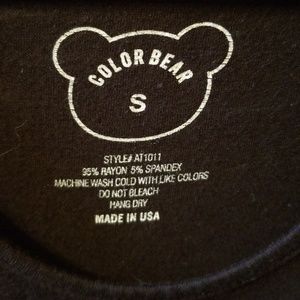 COLOR BEAR
S
STYLE# AT1011
95% RAYON 5% SPANDEX
MACHINE WASH COLD WITH LIKE COLORS
DO NOT BLEACH
HANG DRY
MADE IN USA